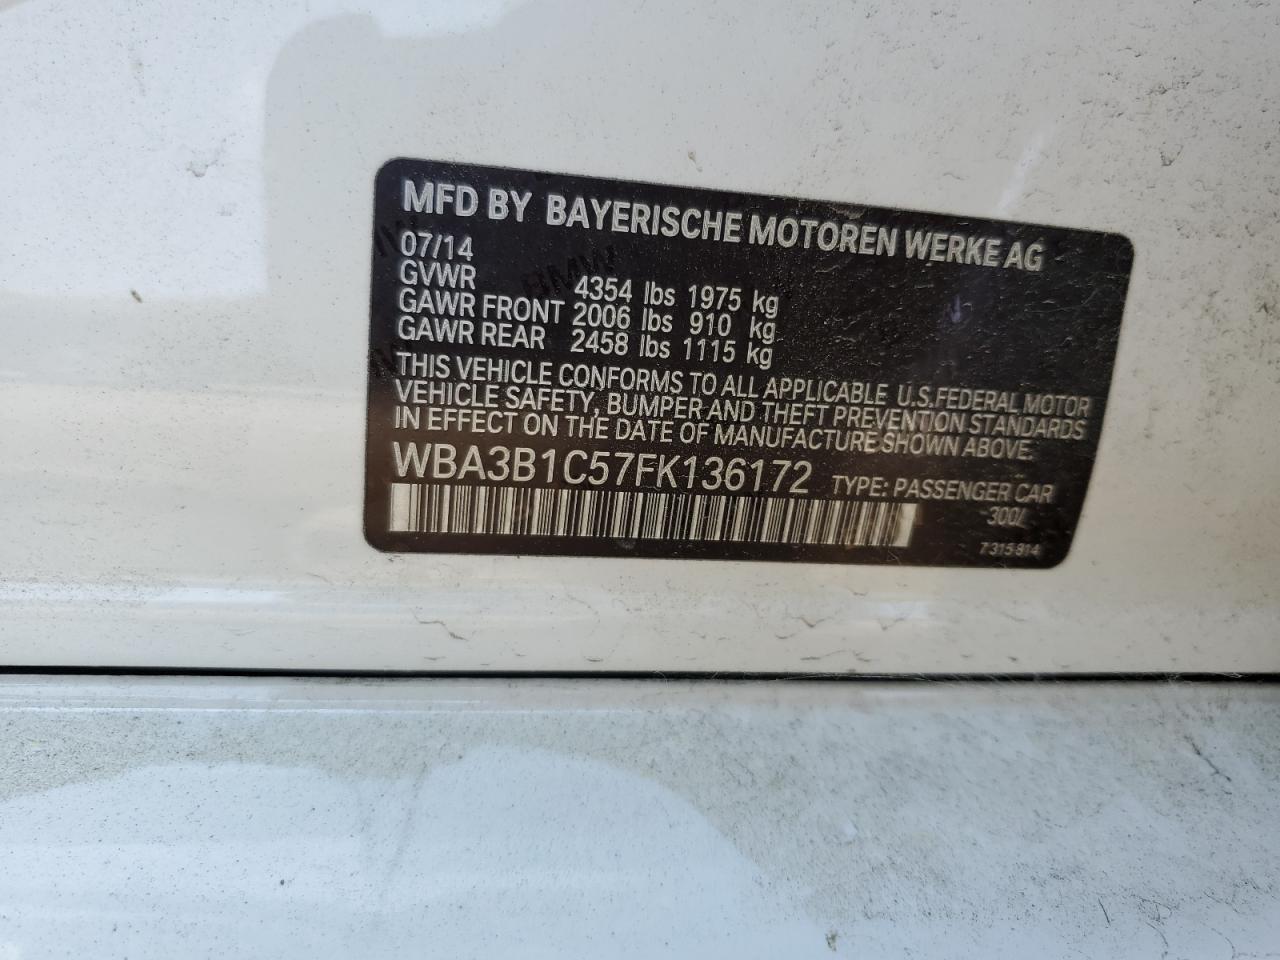 MFD BY BAYERISCHE MOTOREN WERKE AG
07/14
GVWR 4354 lbs 1975 kg
GAWR FRONT 2006 lbs 910 kg
GAWR REAR 2458 lbs 1115 kg
THIS VEHICLE CONFORMS TO ALL APPLICABLE U.S.FEDERAL MOTOR
VEHICLE SAFETY, BUMPER AND THEFT PREVENTION STANDARDS
IN EFFECT ON THE DATE OF MANUFACTURE SHOWN ABOVE.
WBA3B1C57FK136172 TYPE: PASSENGER CAR
300/
7 315 814